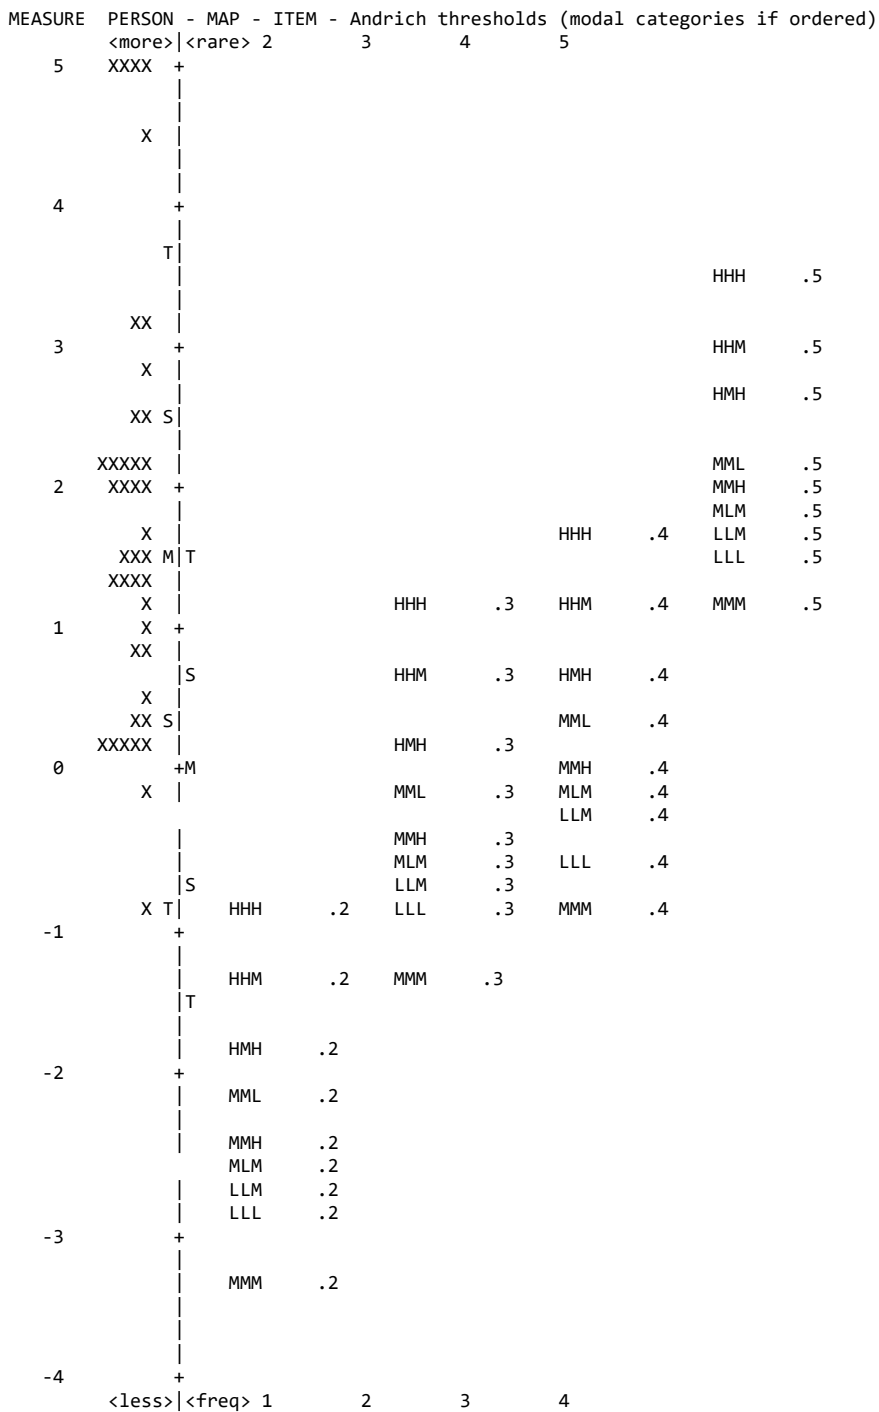 MEASURE  PERSON - MAP - ITEM - Andrich thresholds (modal categories if ordered)
<more>|<rare> 2 3 4 5
5 XXXX +
|
|
X |
|
|
4 +
|
T|
| HHH .5
|
XX |
3 + HHM .5
X |
| HMH .5
XX S|
|
XXXXX | MML .5
2 XXXX + MMH .5
| MLM .5
X | HHH .4 LLM .5
XXX M|T LLL .5
XXXX |
X | HHH .3 HHM .4 MMM .5
1 X +
XX |
|S HHM .3 HMH .4
X |
XX S| MML .4
XXXXX | HMH .3
0 +M MMH .4
X | MML .3 MLM .4
LLM .4
| MMH .3
| MLM .3 LLL .4
|S LLM .3
X T| HHH .2 LLL .3 MMM .4
-1 +
|
| HHM .2 MMM .3
|T
|
| HMH .2
-2 +
| MML .2
|
| MMH .2
MLM .2
| LLM .2
| LLL .2
-3 +
|
| MMM .2
|
|
|
-4 +
<less>|<freq> 1 2 3 4